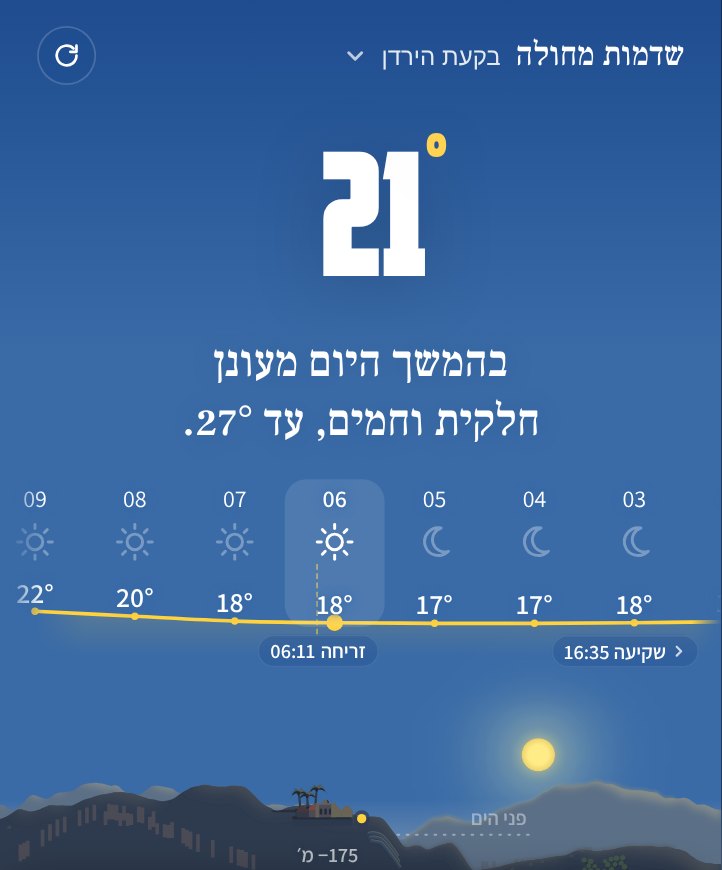 שדמות מחולה בקעת הירדן
21°
בהמשך היום מעונן
חלקית וחמים, עד 27°.
03 04 05 06 07 08 09
18° 17° 17° 18° 18° 20° 22°
שקיעה 16:35 זריחה 06:11
פני הים
−175 מ׳